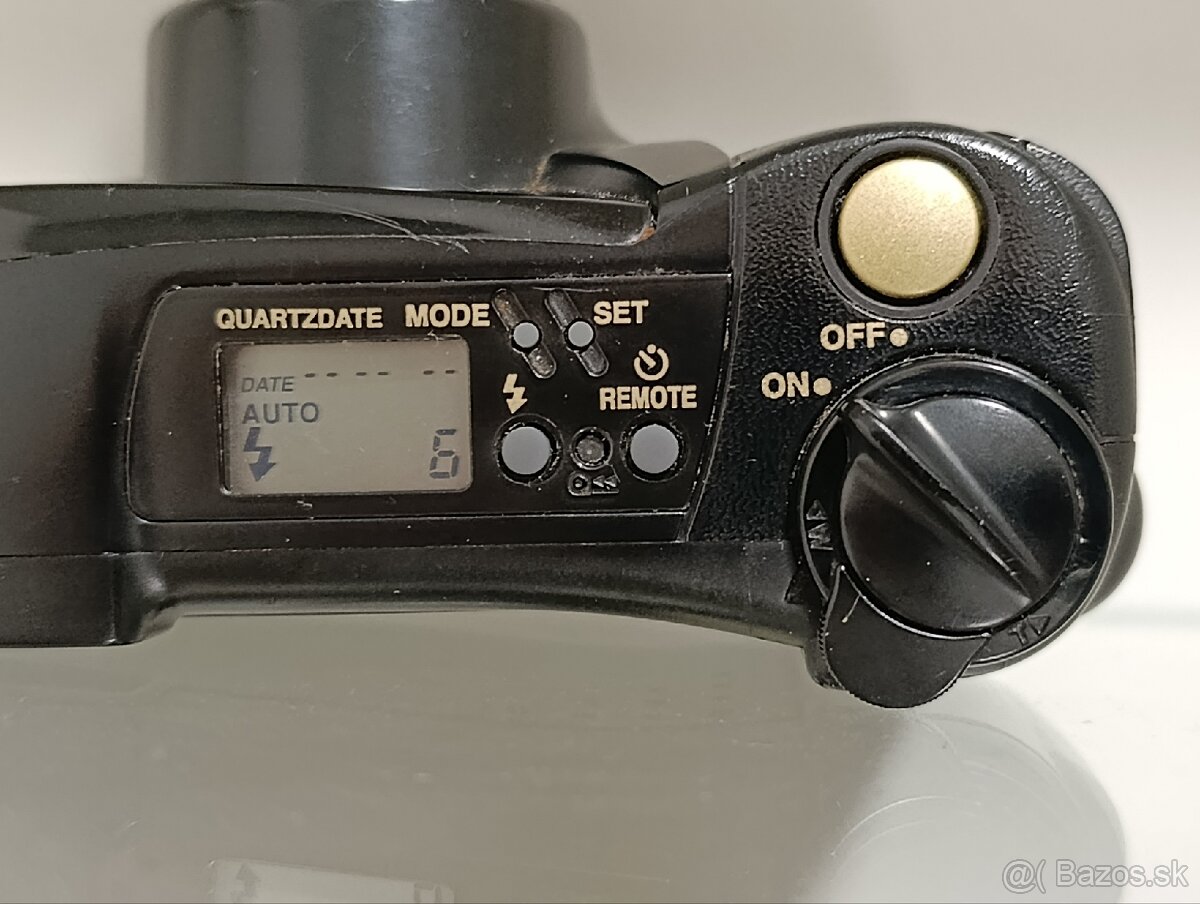 QUARTZDATE MODE SET
DATE -- -- --
AUTO
6
REMOTE
OFF
ON
W
T
@( Bazos.sk